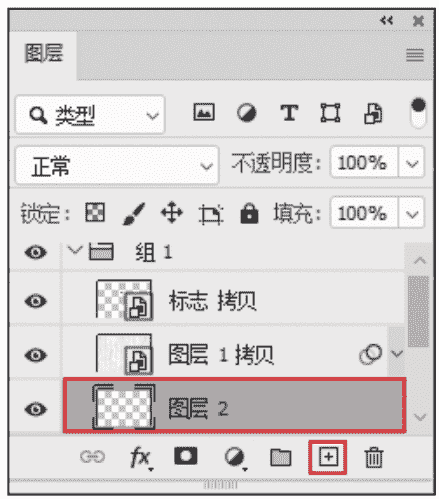 图层
类型
正常 不透明度: 100%
锁定: 填充: 100%
组 1
标志 拷贝
图层 1 拷贝
图层 2
fx